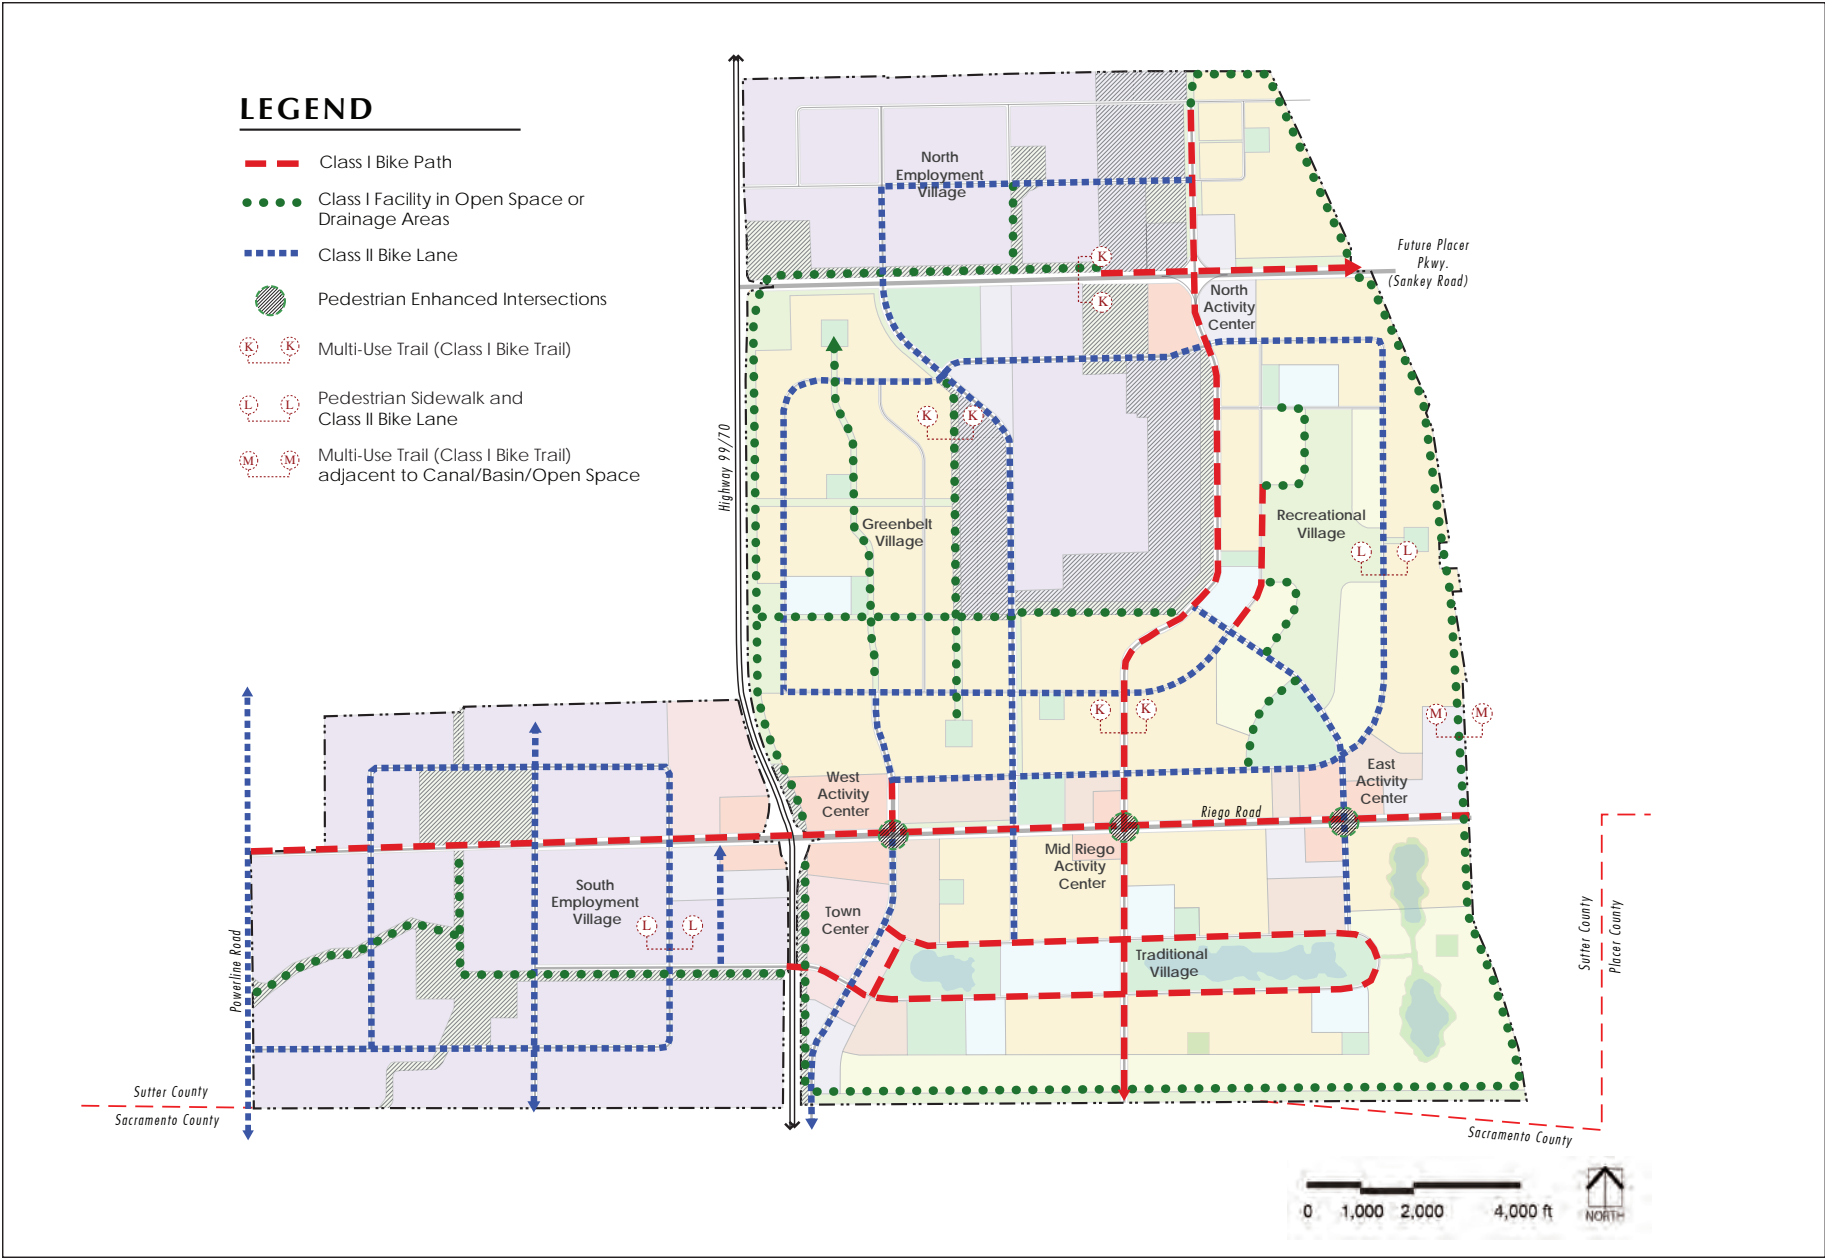 LEGEND
Class I Bike Path
Class I Facility in Open Space or
Drainage Areas
Class II Bike Lane
Pedestrian Enhanced Intersections
K K
Multi-Use Trail (Class I Bike Trail)
L L
Pedestrian Sidewalk and
Class II Bike Lane
M M
Multi-Use Trail (Class I Bike Trail)
adjacent to Canal/Basin/Open Space
North
Employment
Village
K
K
Future Placer
Pkwy.
(Sankey Road)
North
Activity
Center
Highway 99/70
K K
Greenbelt
Village
Recreational
Village
L L
K K
M M
West
Activity
Center
East
Activity
Center
Riego Road
Mid Riego
Activity
Center
South
Employment
Village
L L
Town
Center
Traditional
Village
Powerline Road
Sutter County
Placer County
Sutter County
Sacramento County
Sacramento County
0 1,000 2,000 4,000 ft
NORTH